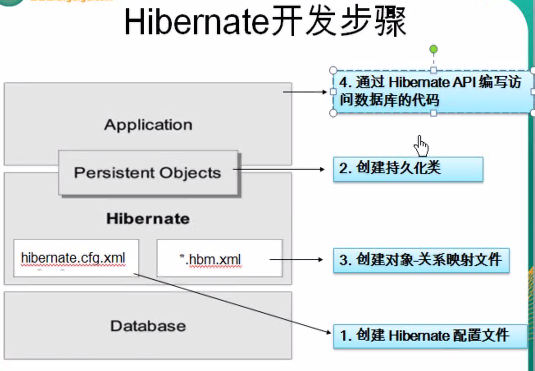 Hibernate开发步骤
Application
Persistent Objects
Hibernate
hibernate.cfg.xml
*.hbm.xml
Database
4. 通过 Hibernate API 编写访
问数据库的代码
2. 创建持久化类
3. 创建对象-关系映射文件
1. 创建 Hibernate 配置文件